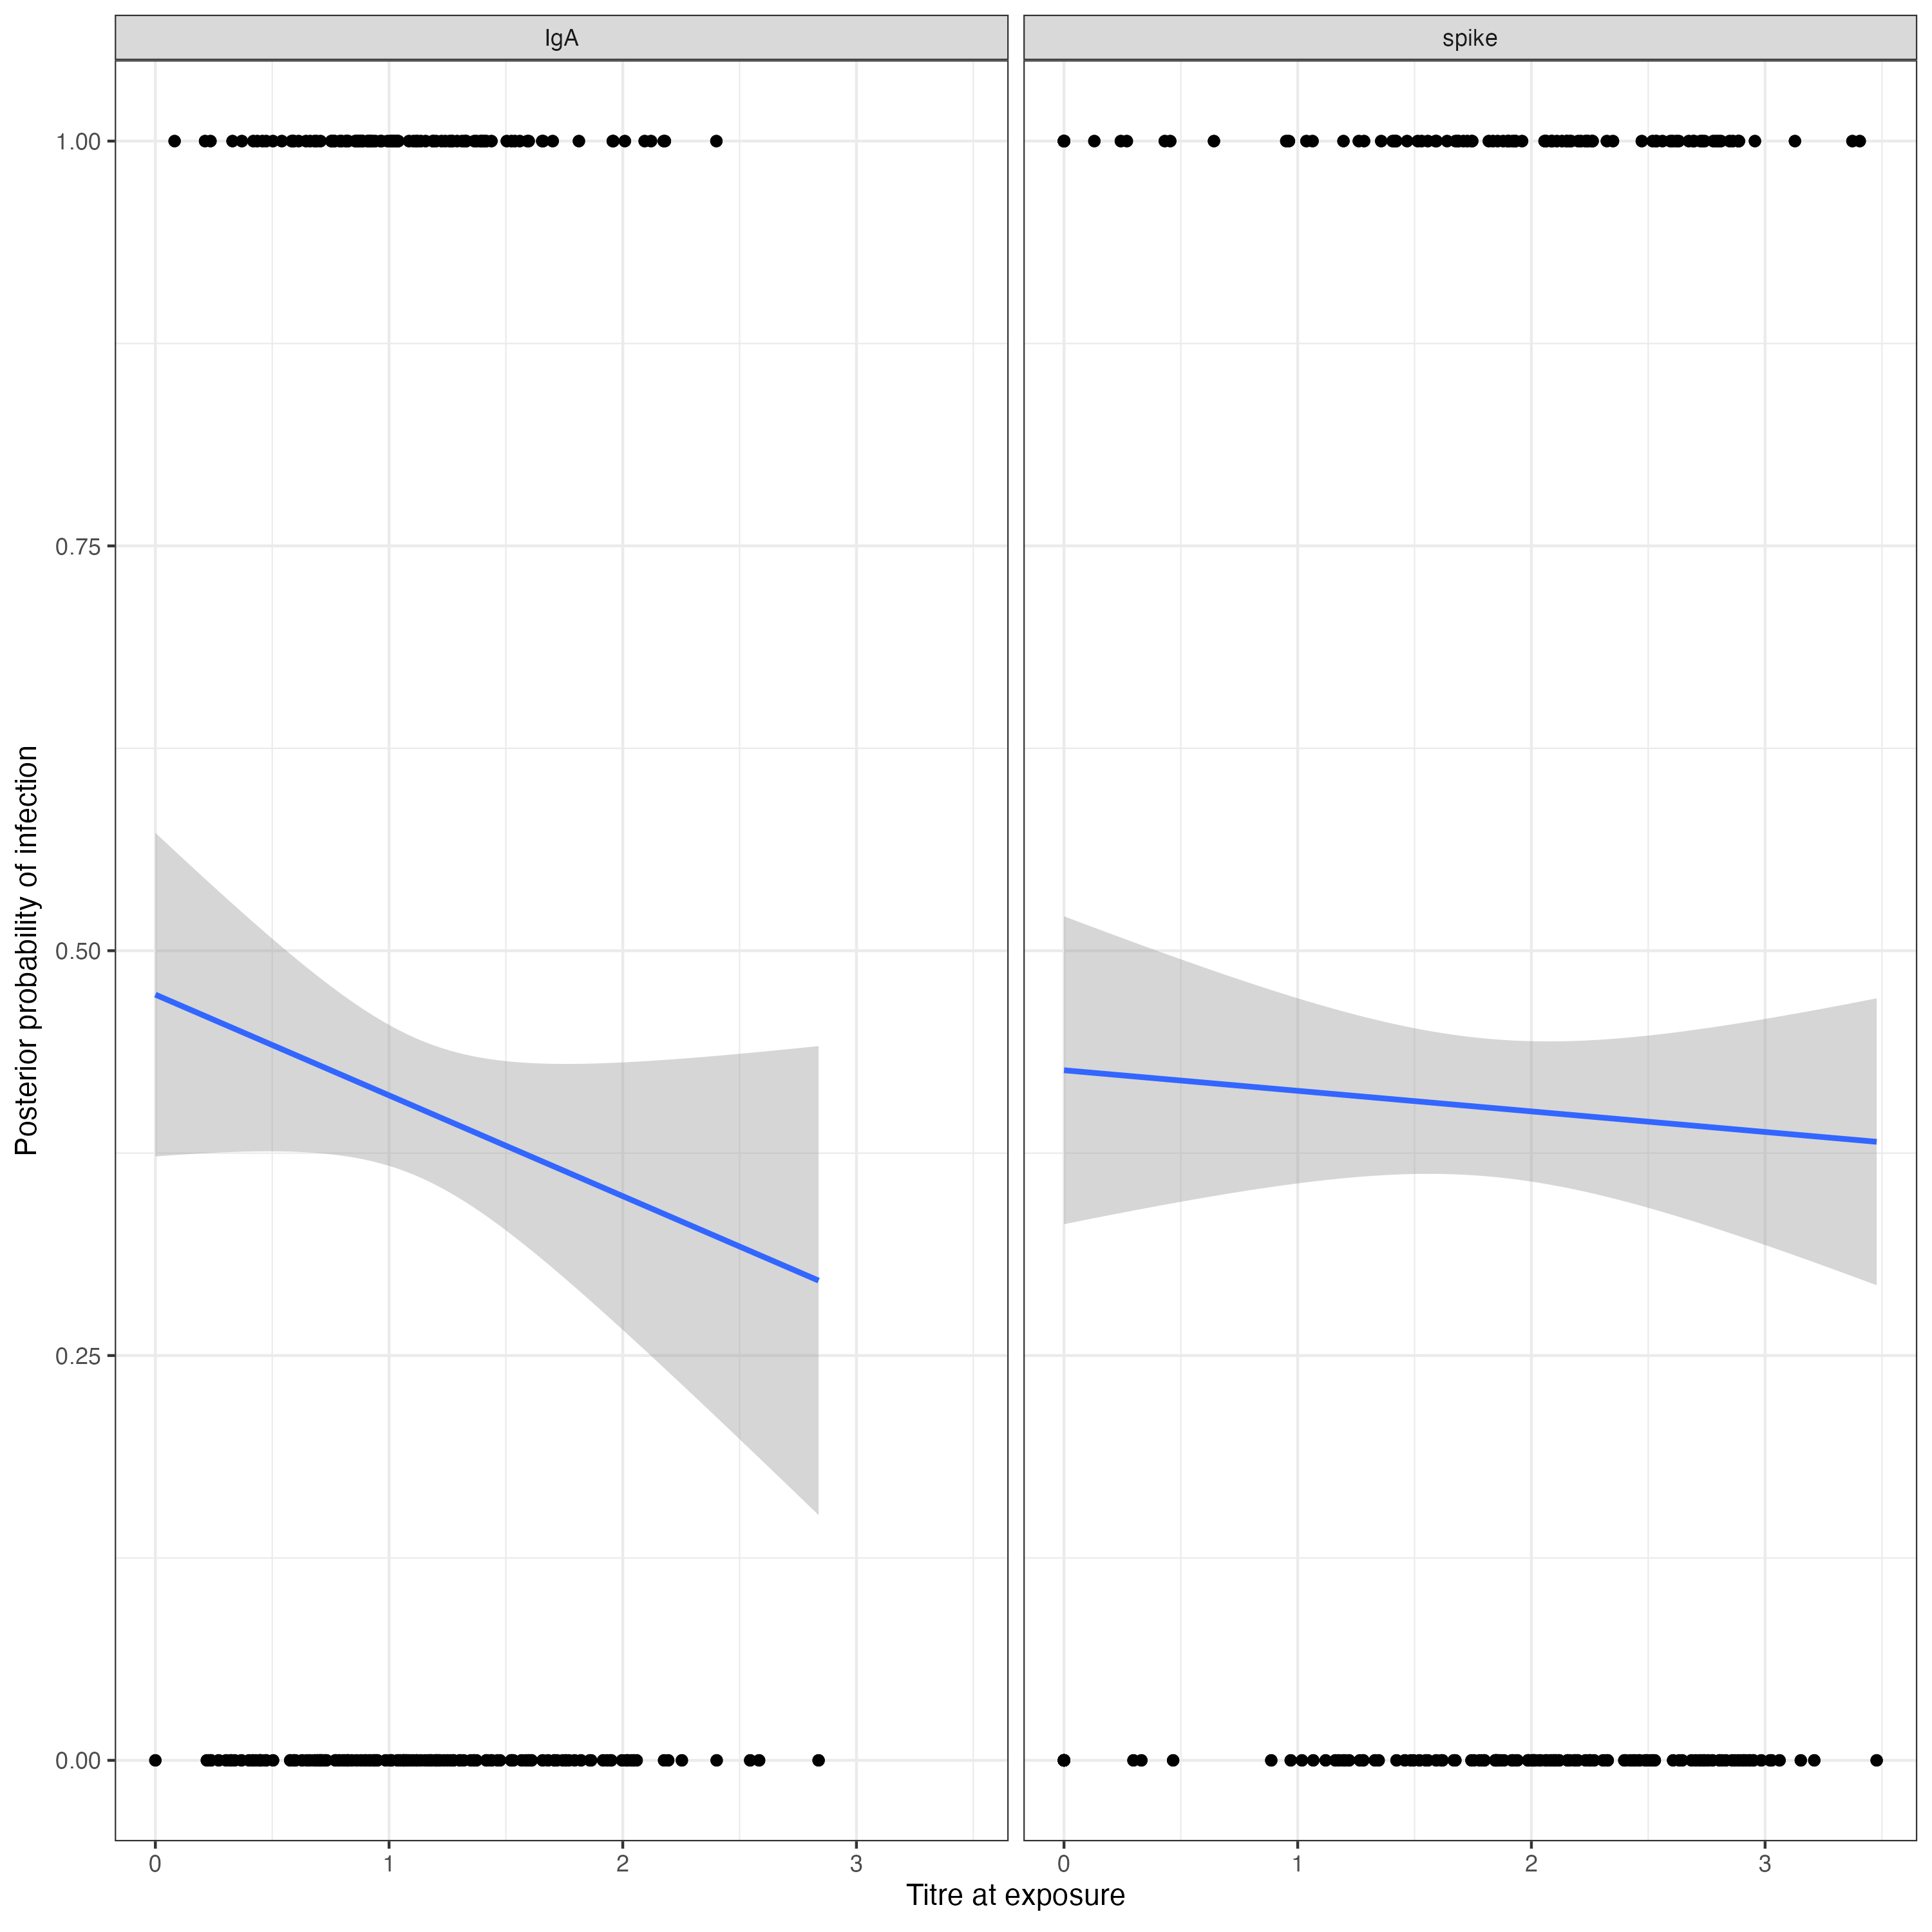 IgA
spike
1.00
0.75
0.50
0.25
0.00
Posterior probability of infection
0 1 2 3
0 1 2 3
Titre at exposure